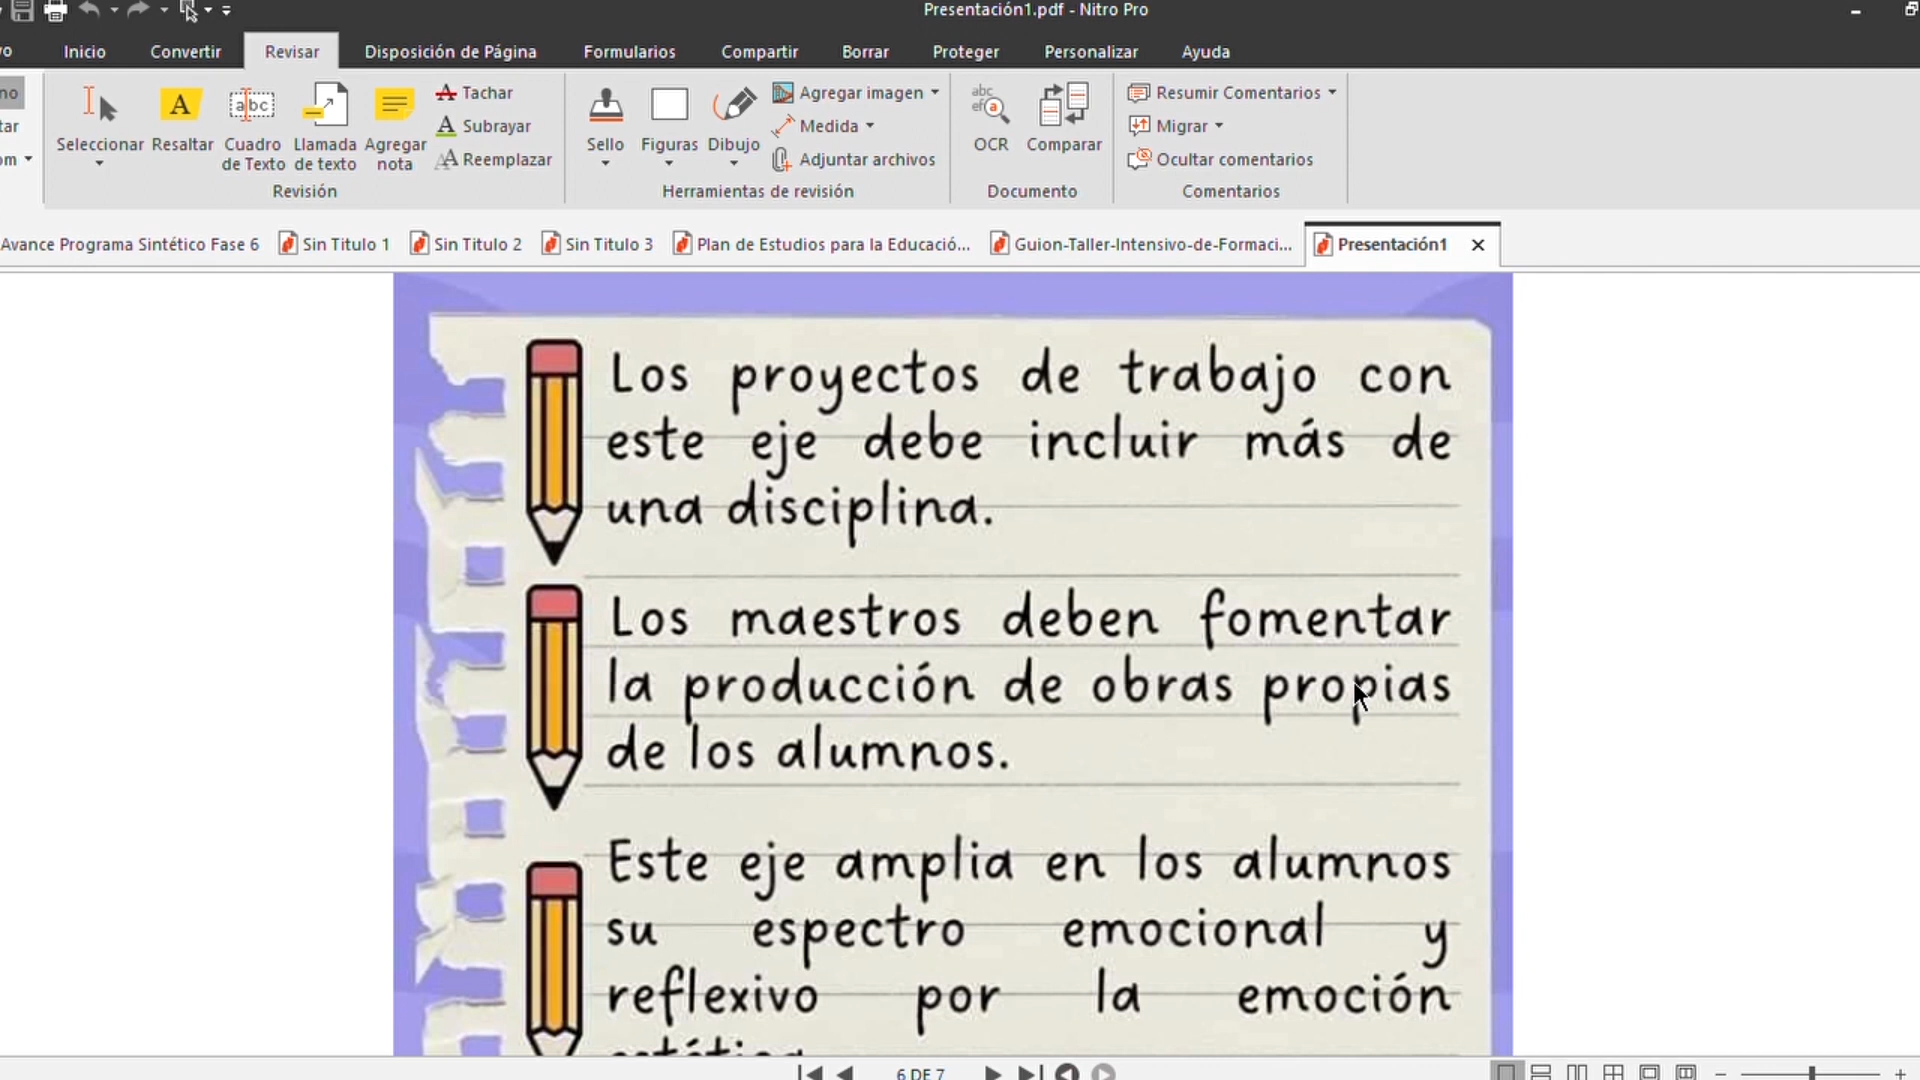 Presentación1.pdf - Nitro Pro
Inicio Convertir Revisar Disposición de Página Formularios Compartir Borrar Proteger Personalizar Ayuda
Seleccionar
Resaltar
Cuadro
de Texto
Llamada
de texto
Agregar
nota
Tachar
Subrayar
Reemplazar
Revisión
Sello
Figuras
Dibujo
Agregar imagen
Medida
Adjuntar archivos
Herramientas de revisión
OCR
Comparar
Documento
Resumir Comentarios
Migrar
Ocultar comentarios
Comentarios
Avance Programa Sintético Fase 6 Sin Titulo 1 Sin Titulo 2 Sin Titulo 3 Plan de Estudios para la Educació... Guion-Taller-Intensivo-de-Formaci... Presentación1
Los proyectos de trabajo con
este eje debe incluir más de
una disciplina.
Los maestros deben fomentar
la producción de obras propias
de los alumnos.
Este eje amplia en los alumnos
su espectro emocional y
reflexivo por la emoción
6 DE 7